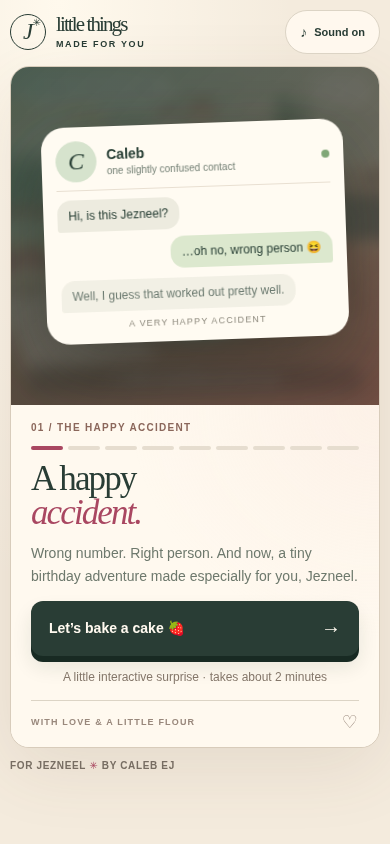 J
little things
MADE FOR YOU
♪ Sound on
C
Caleb
one slightly confused contact
Hi, is this Jezneel?
…oh no, wrong person 😆
Well, I guess that worked out pretty well.
A VERY HAPPY ACCIDENT
01 / THE HAPPY ACCIDENT
A happy
accident.
Wrong number. Right person. And now, a tiny
birthday adventure made especially for you, Jezneel.
Let’s bake a cake 🍓 →
A little interactive surprise · takes about 2 minutes
WITH LOVE & A LITTLE FLOUR ♡
FOR JEZNEEL ✳ BY CALEB EJ